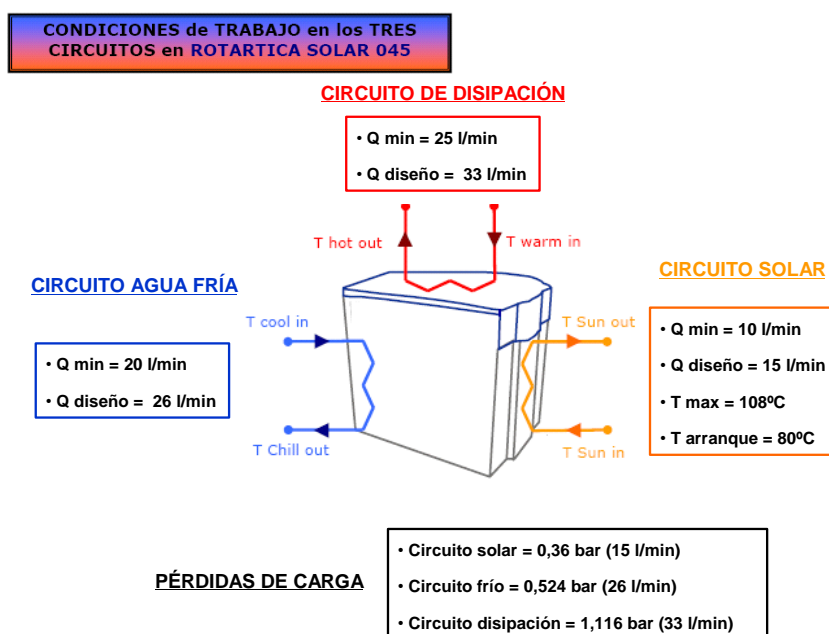 CONDICIONES de TRABAJO en los TRES
CIRCUITOS en ROTARTICA SOLAR 045
CIRCUITO DE DISIPACIÓN
• Q min = 25 l/min
• Q diseño = 33 l/min
T hot out
T warm in
CIRCUITO AGUA FRÍA
T cool in
• Q min = 20 l/min
• Q diseño = 26 l/min
T Chill out
CIRCUITO SOLAR
T Sun out
• Q min = 10 l/min
• Q diseño = 15 l/min
• T max = 108ºC
• T arranque = 80ºC
T Sun in
PÉRDIDAS DE CARGA
• Circuito solar = 0,36 bar (15 l/min)
• Circuito frío = 0,524 bar (26 l/min)
• Circuito disipación = 1,116 bar (33 l/min)